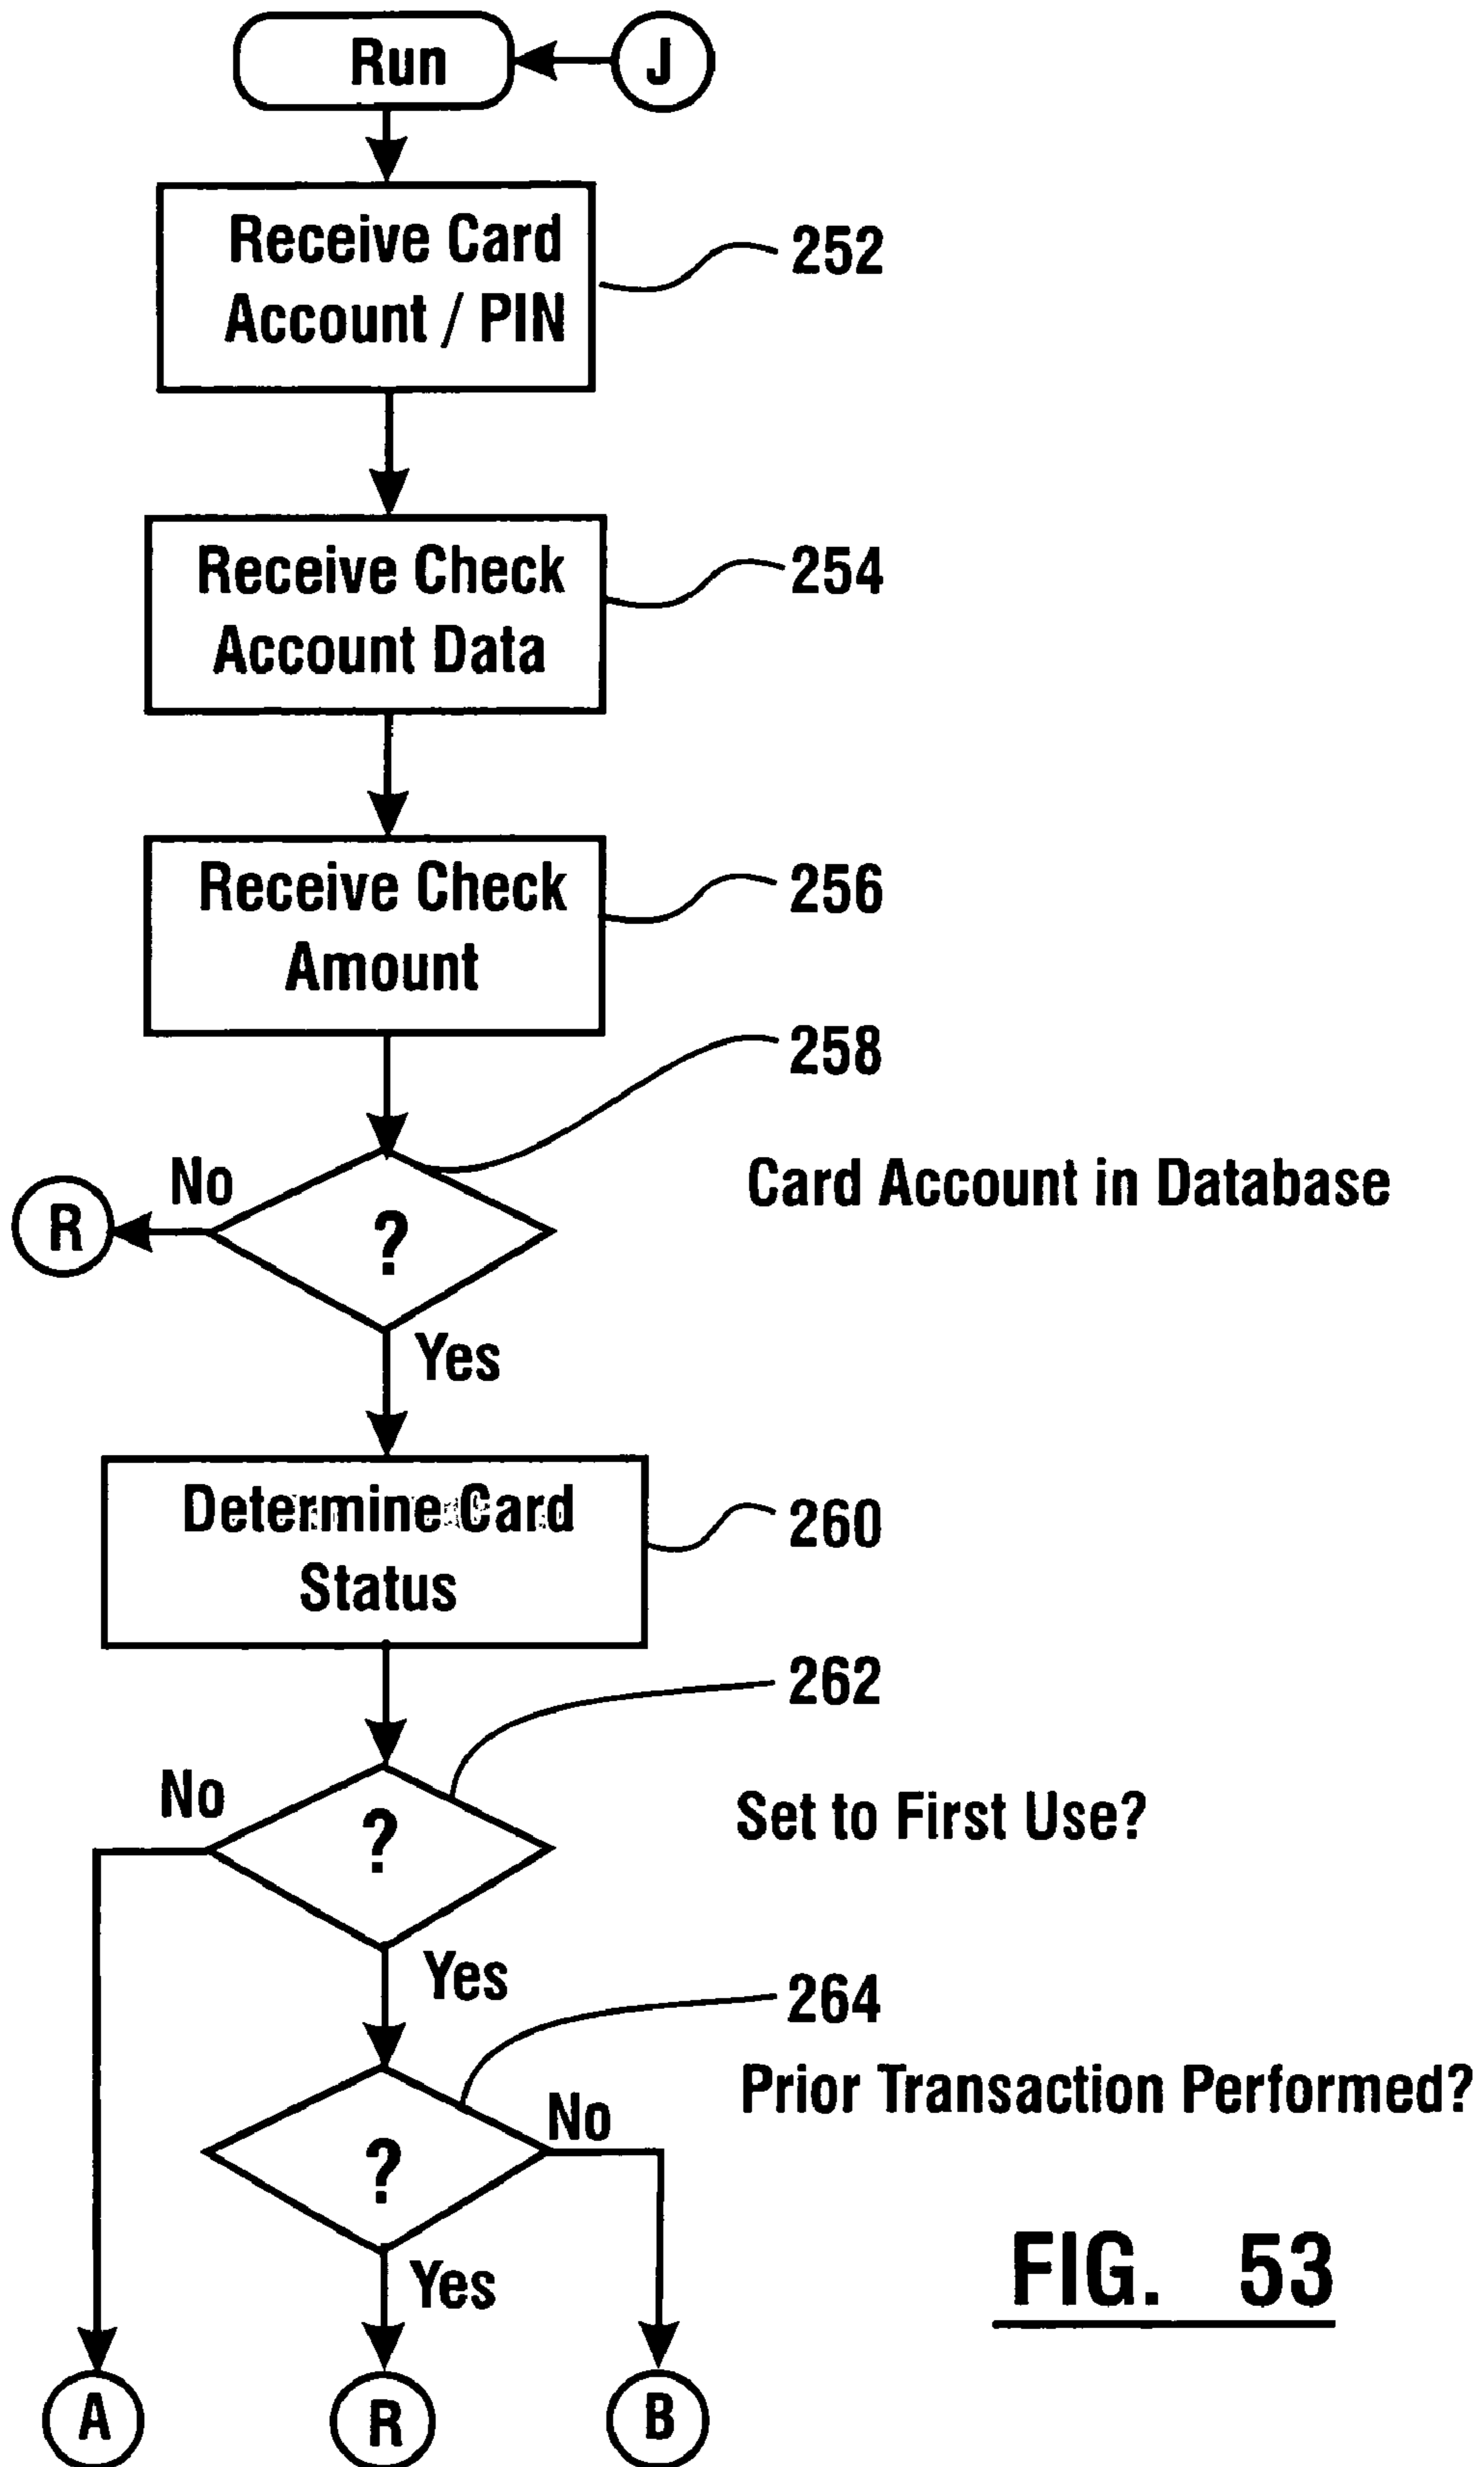 Run
J
Receive Card
Account / PIN
252
Receive Check
Account Data
254
Receive Check
Amount
256
258
No
Card Account in Database
R
?
Yes
Determine Card
Status
260
262
No
Set to First Use?
?
Yes
264
Prior Transaction Performed?
No
?
Yes
FIG. 53
A
R
B